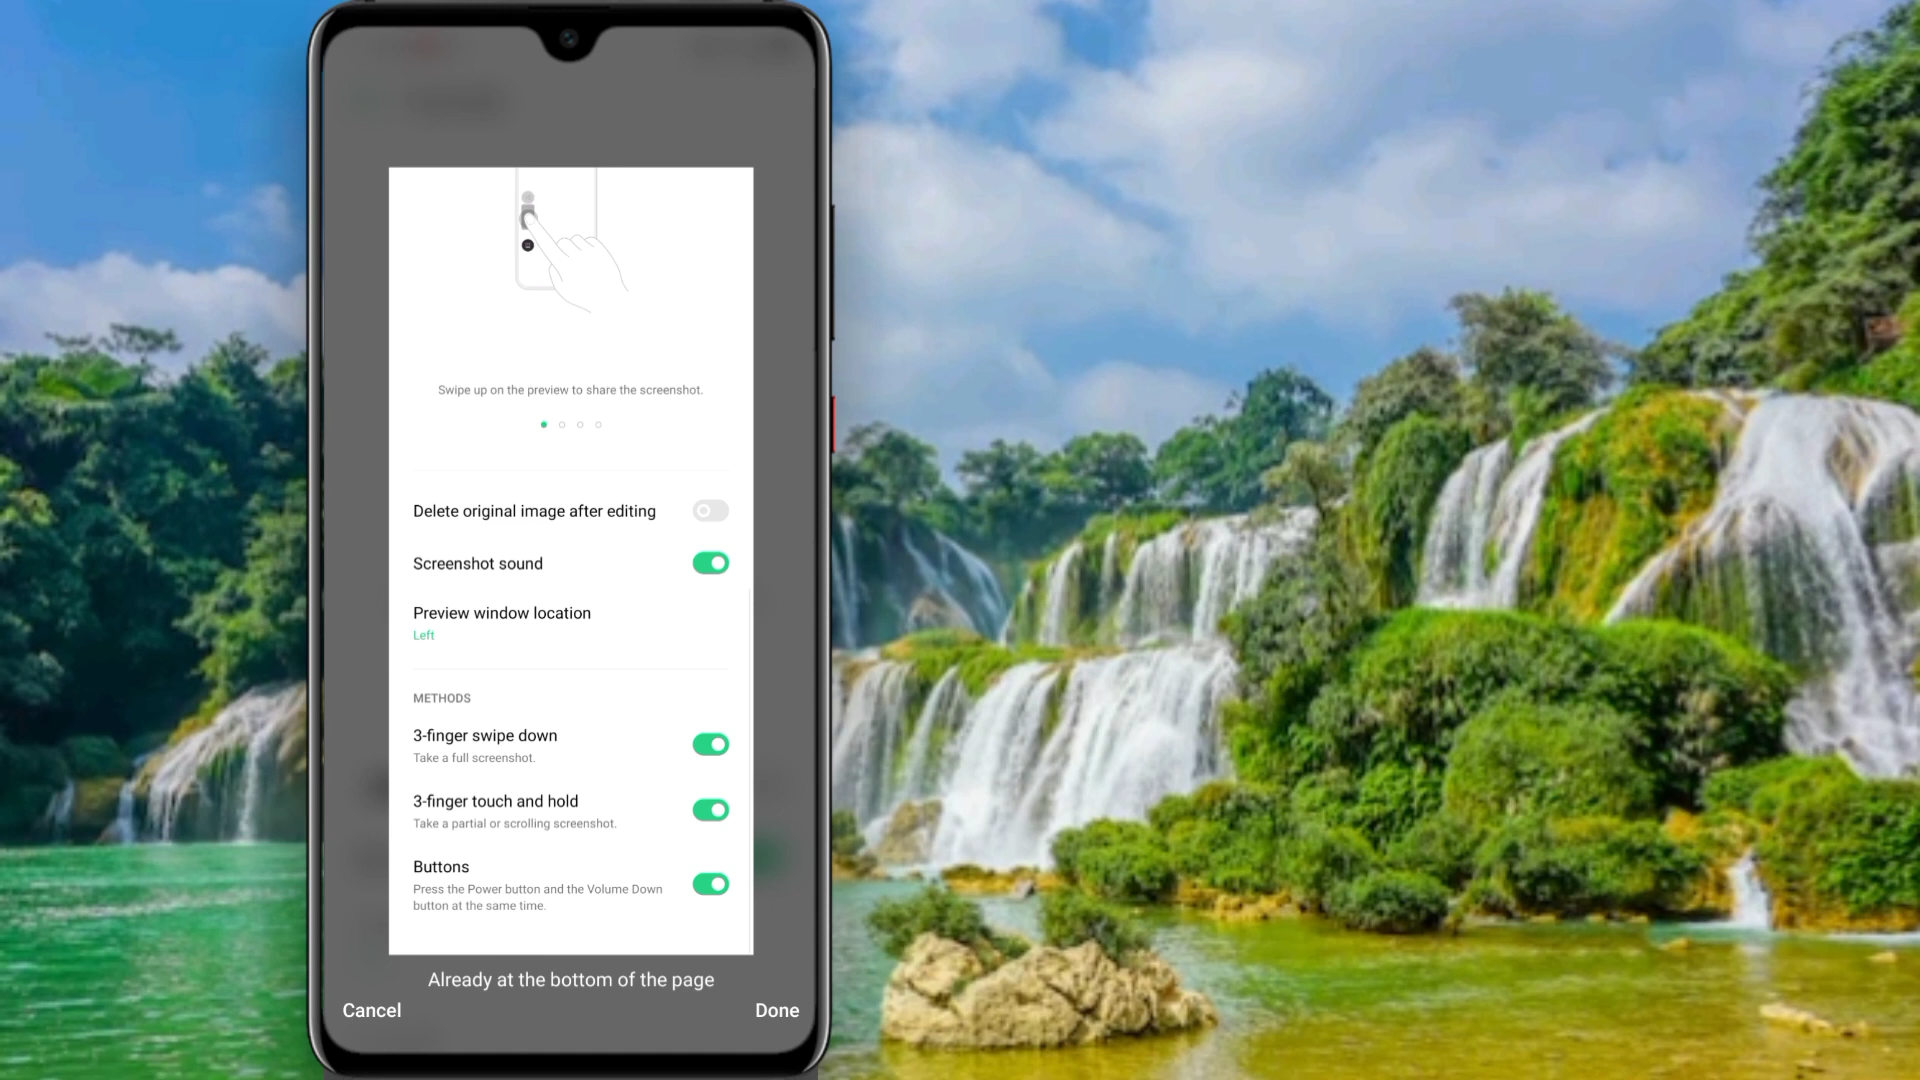 Swipe up on the preview to share the screenshot.
Delete original image after editing
Screenshot sound
Preview window location
Left
METHODS
3-finger swipe down
Take a full screenshot.
3-finger touch and hold
Take a partial or scrolling screenshot.
Buttons
Press the Power button and the Volume Down
button at the same time.
Already at the bottom of the page
Cancel
Done